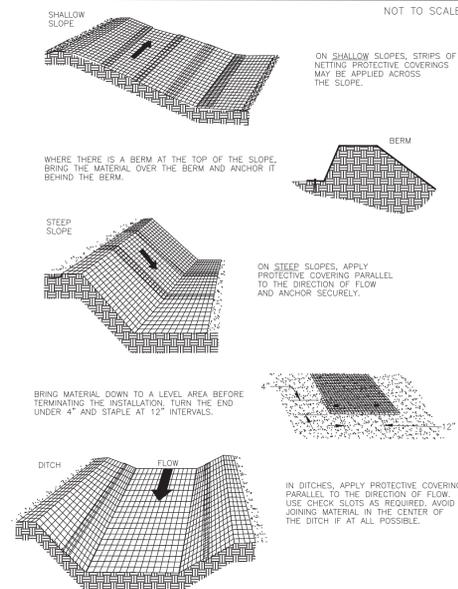 NOT TO SCALE
SHALLOW
SLOPE
ON SHALLOW SLOPES, STRIPS OF
NETTING PROTECTIVE COVERINGS
MAY BE APPLIED ACROSS
THE SLOPE.
BERM
WHERE THERE IS A BERM AT THE TOP OF THE SLOPE,
BRING THE MATERIAL OVER THE BERM AND ANCHOR IT
BEHIND THE BERM.
STEEP
SLOPE
ON STEEP SLOPES, APPLY
PROTECTIVE COVERING PARALLEL
TO THE DIRECTION OF FLOW
AND ANCHOR SECURELY.
BRING MATERIAL DOWN TO A LEVEL AREA BEFORE
TERMINATING THE INSTALLATION. TURN THE END
UNDER 4" AND STAPLE AT 12" INTERVALS.
4"
12"
DITCH
FLOW
IN DITCHES, APPLY PROTECTIVE COVERING
PARALLEL TO THE DIRECTION OF FLOW.
USE CHECK SLOTS AS REQUIRED. AVOID
JOINING MATERIAL IN THE CENTER OF
THE DITCH IF AT ALL POSSIBLE.